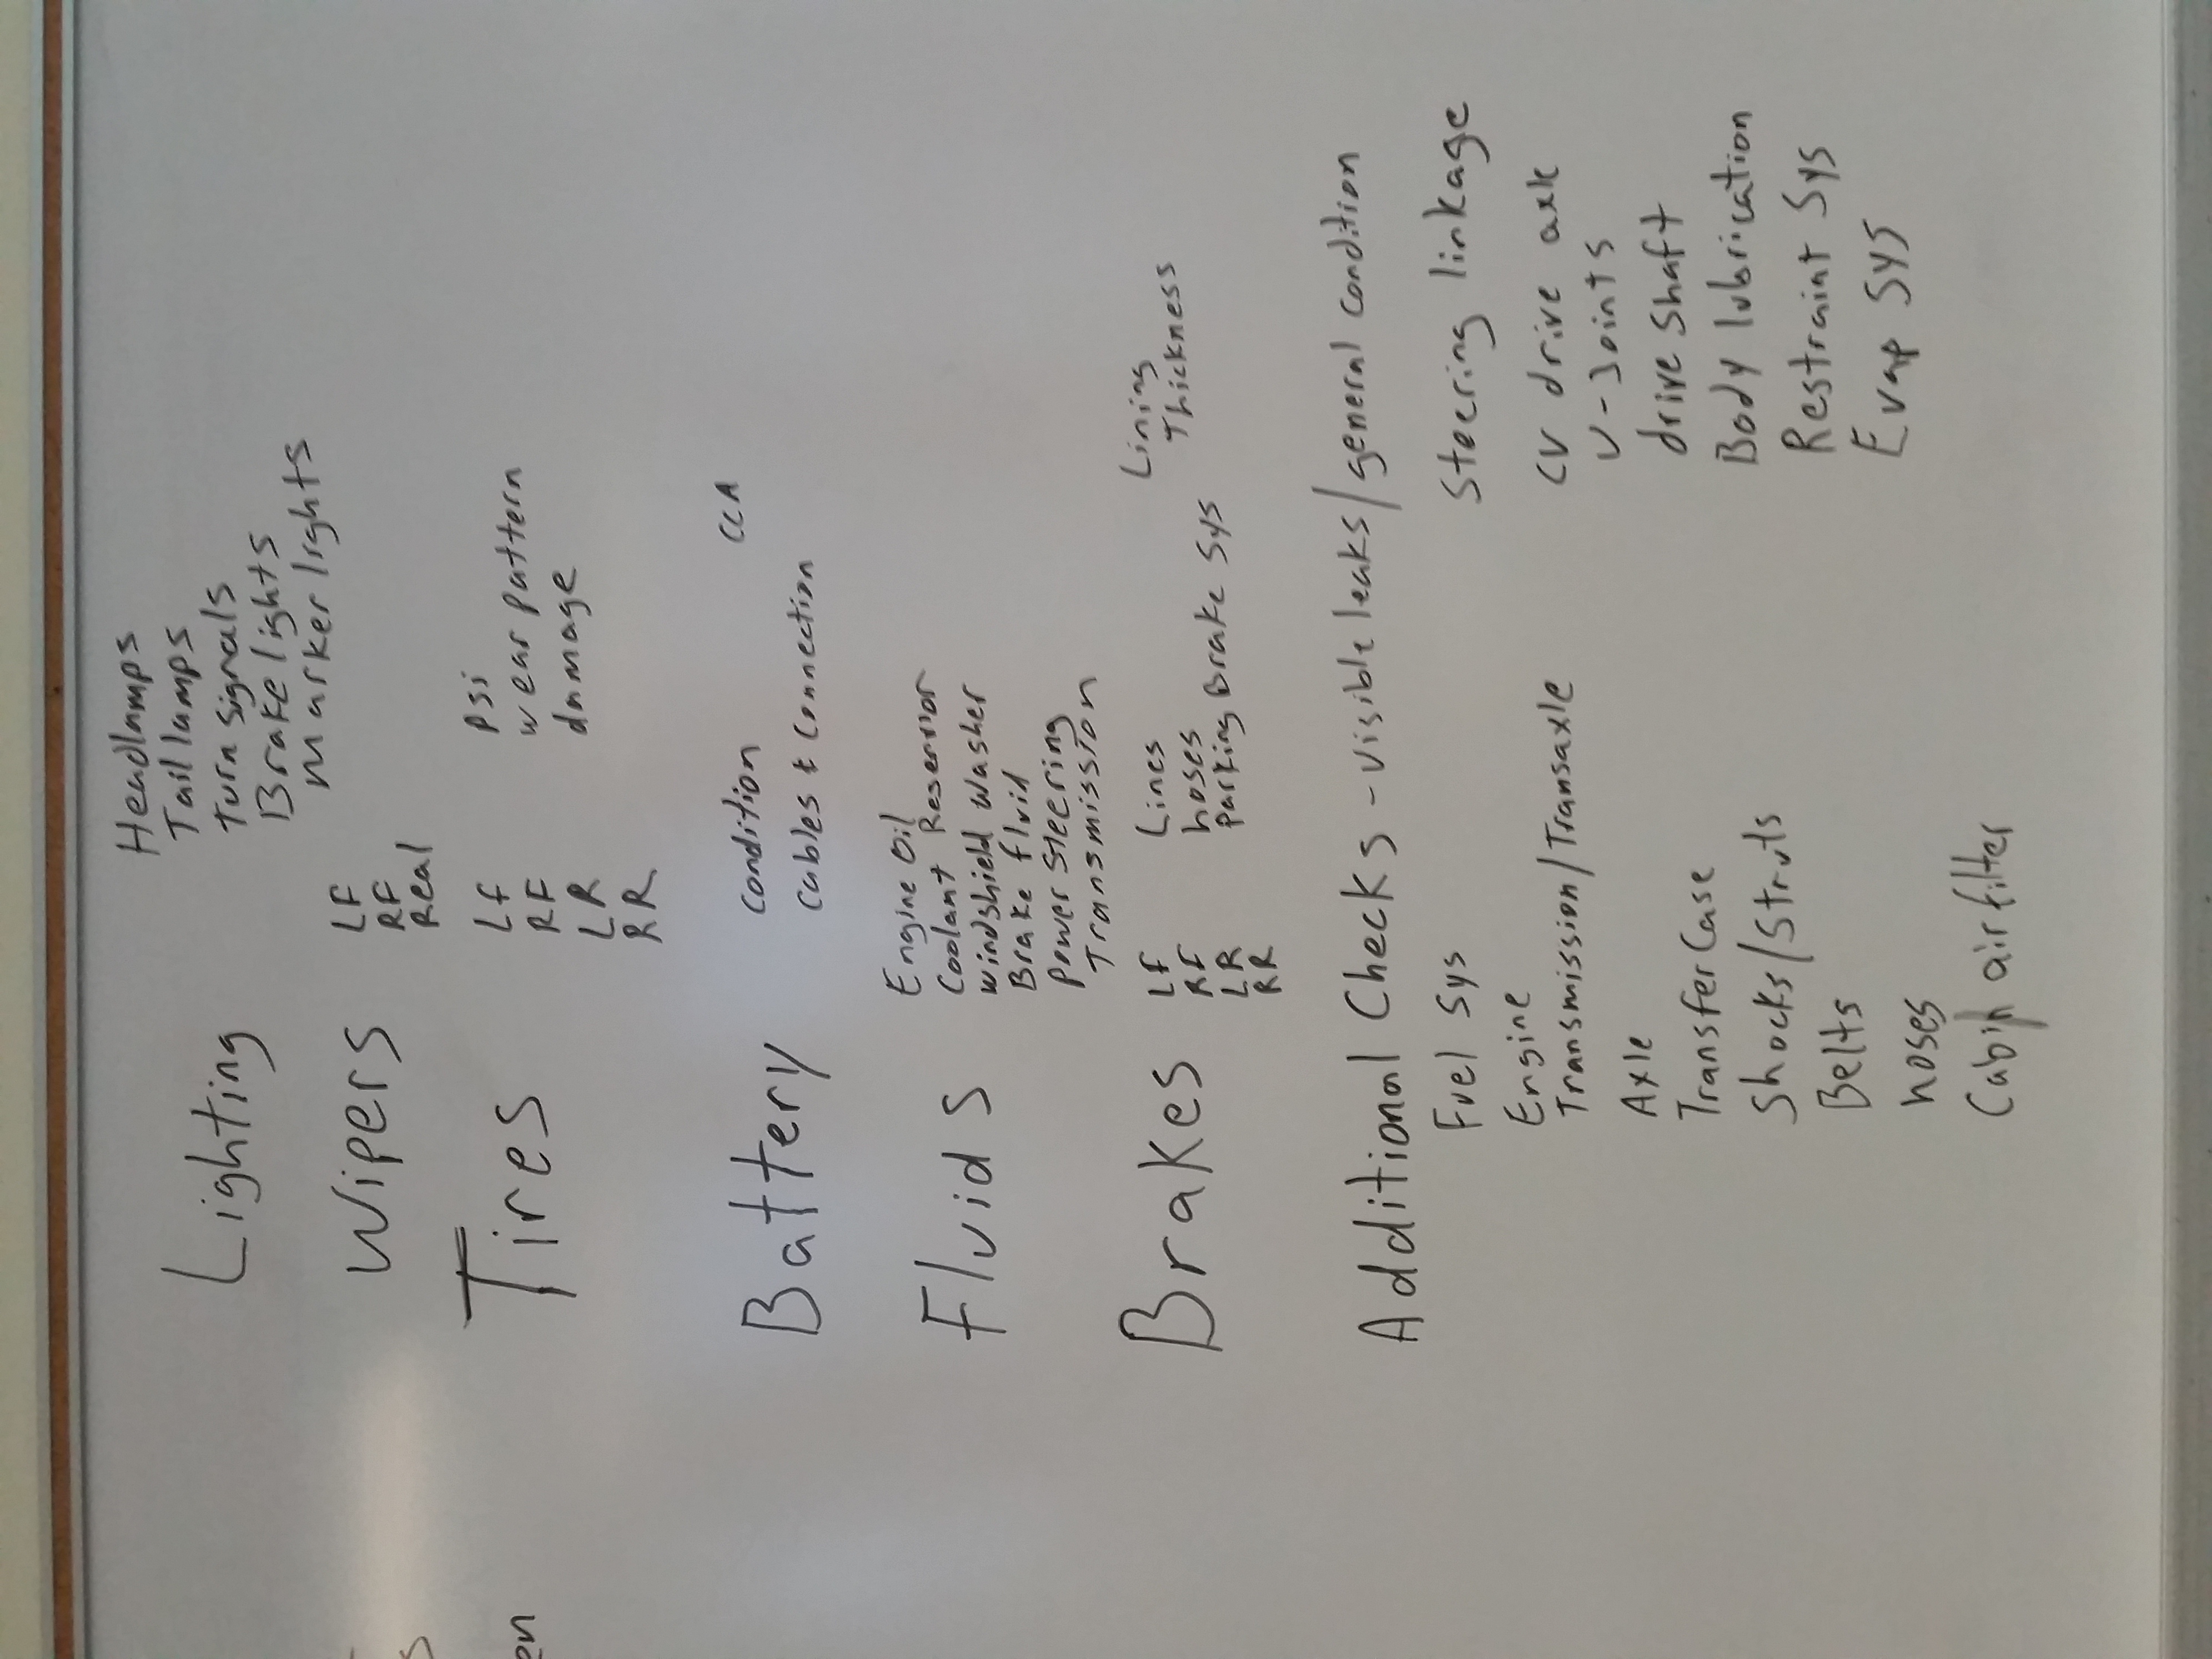 Headlamps
Tail lamps
Lighting
turn signals
Brake lights
Marker lights
Wipers
LF
RF
Real
Tires
LF
RF
LR
RR
psi
wear pattern
damage
Battery
condition
CCA
cables & connection
Fluids
Engine Oil
Coolant Reservior
windshield washer
Brake fluid
power steering
Transmission
Brakes
LF
RF
LR
RR
Lines
hoses
Parking Brake Sys
Lining
Thickness
Additional Checks - visible leaks/general condition
Fuel Sys
Engine
Transmission/Transaxle
Axle
Transfer Case
Shocks/Struts
Belts
hoses
Cabin air filter
Steering linkage
CV drive axle
U-Joints
drive shaft
Body lubrication
Restraint Sys
Evap Sys
s
en